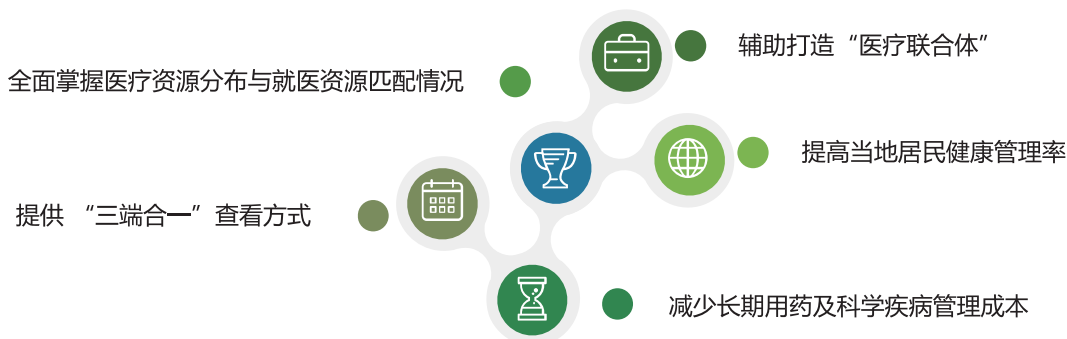 辅助打造“医疗联合体”
全面掌握医疗资源分布与就医资源匹配情况
提高当地居民健康管理率
提供 “三端合一” 查看方式
减少长期用药及科学疾病管理成本